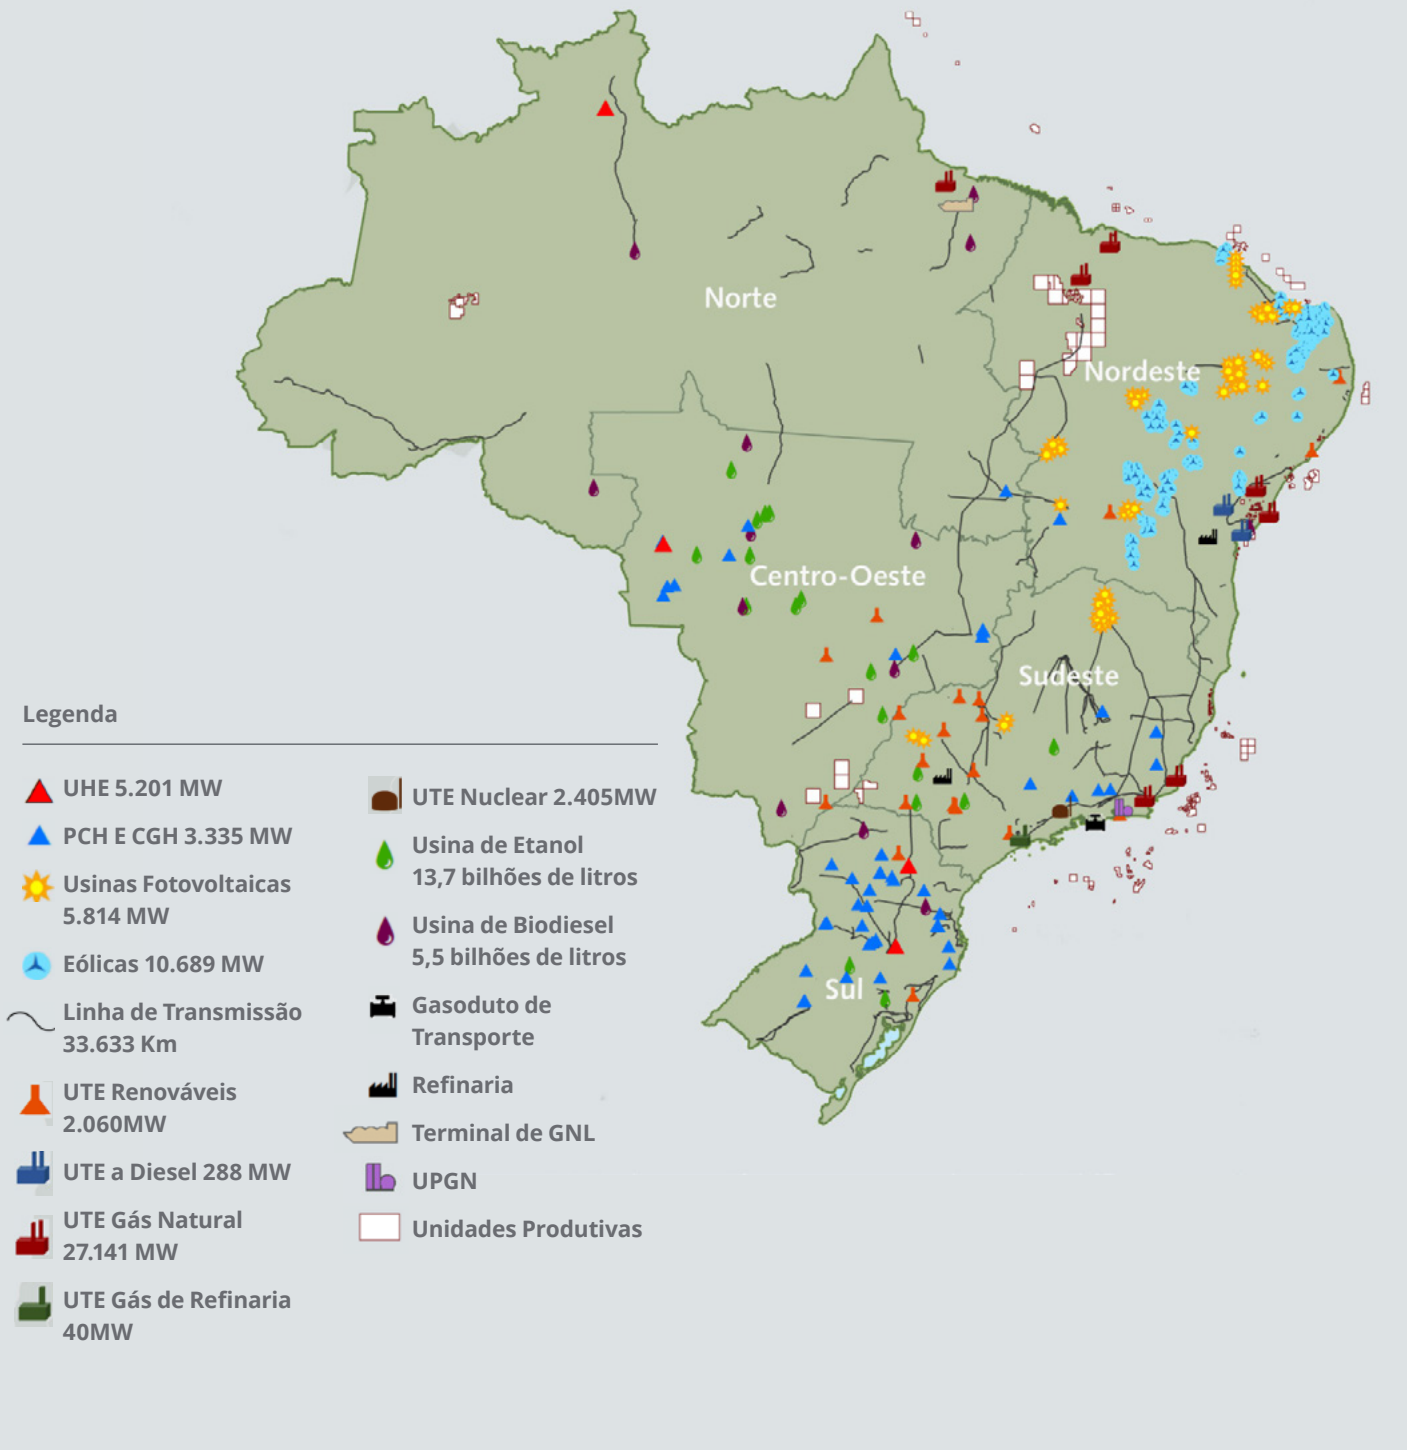 Norte
Nordeste
Centro-Oeste
Sudeste
Sul
Legenda
UHE 5.201 MW
PCH E CGH 3.335 MW
Usinas Fotovoltaicas
5.814 MW
Eólicas 10.689 MW
Linha de Transmissão
33.633 Km
UTE Renováveis
2.060MW
UTE a Diesel 288 MW
UTE Gás Natural
27.141 MW
UTE Gás de Refinaria
40MW
UTE Nuclear 2.405MW
Usina de Etanol
13,7 bilhões de litros
Usina de Biodiesel
5,5 bilhões de litros
Gasoduto de
Transporte
Refinaria
Terminal de GNL
UPGN
Unidades Produtivas